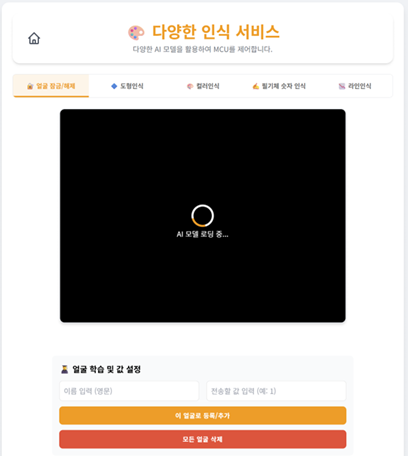 다양한 인식 서비스
다양한 AI 모델을 활용하여 MCU를 제어합니다.
얼굴 잠금/해제
도형인식
컬러인식
필기체 숫자 인식
라인인식
AI 모델 로딩 중...
얼굴 학습 및 값 설정
이름 입력 (영문)
전송할 값 입력 (예: 1)
이 얼굴로 등록/추가
모든 얼굴 삭제